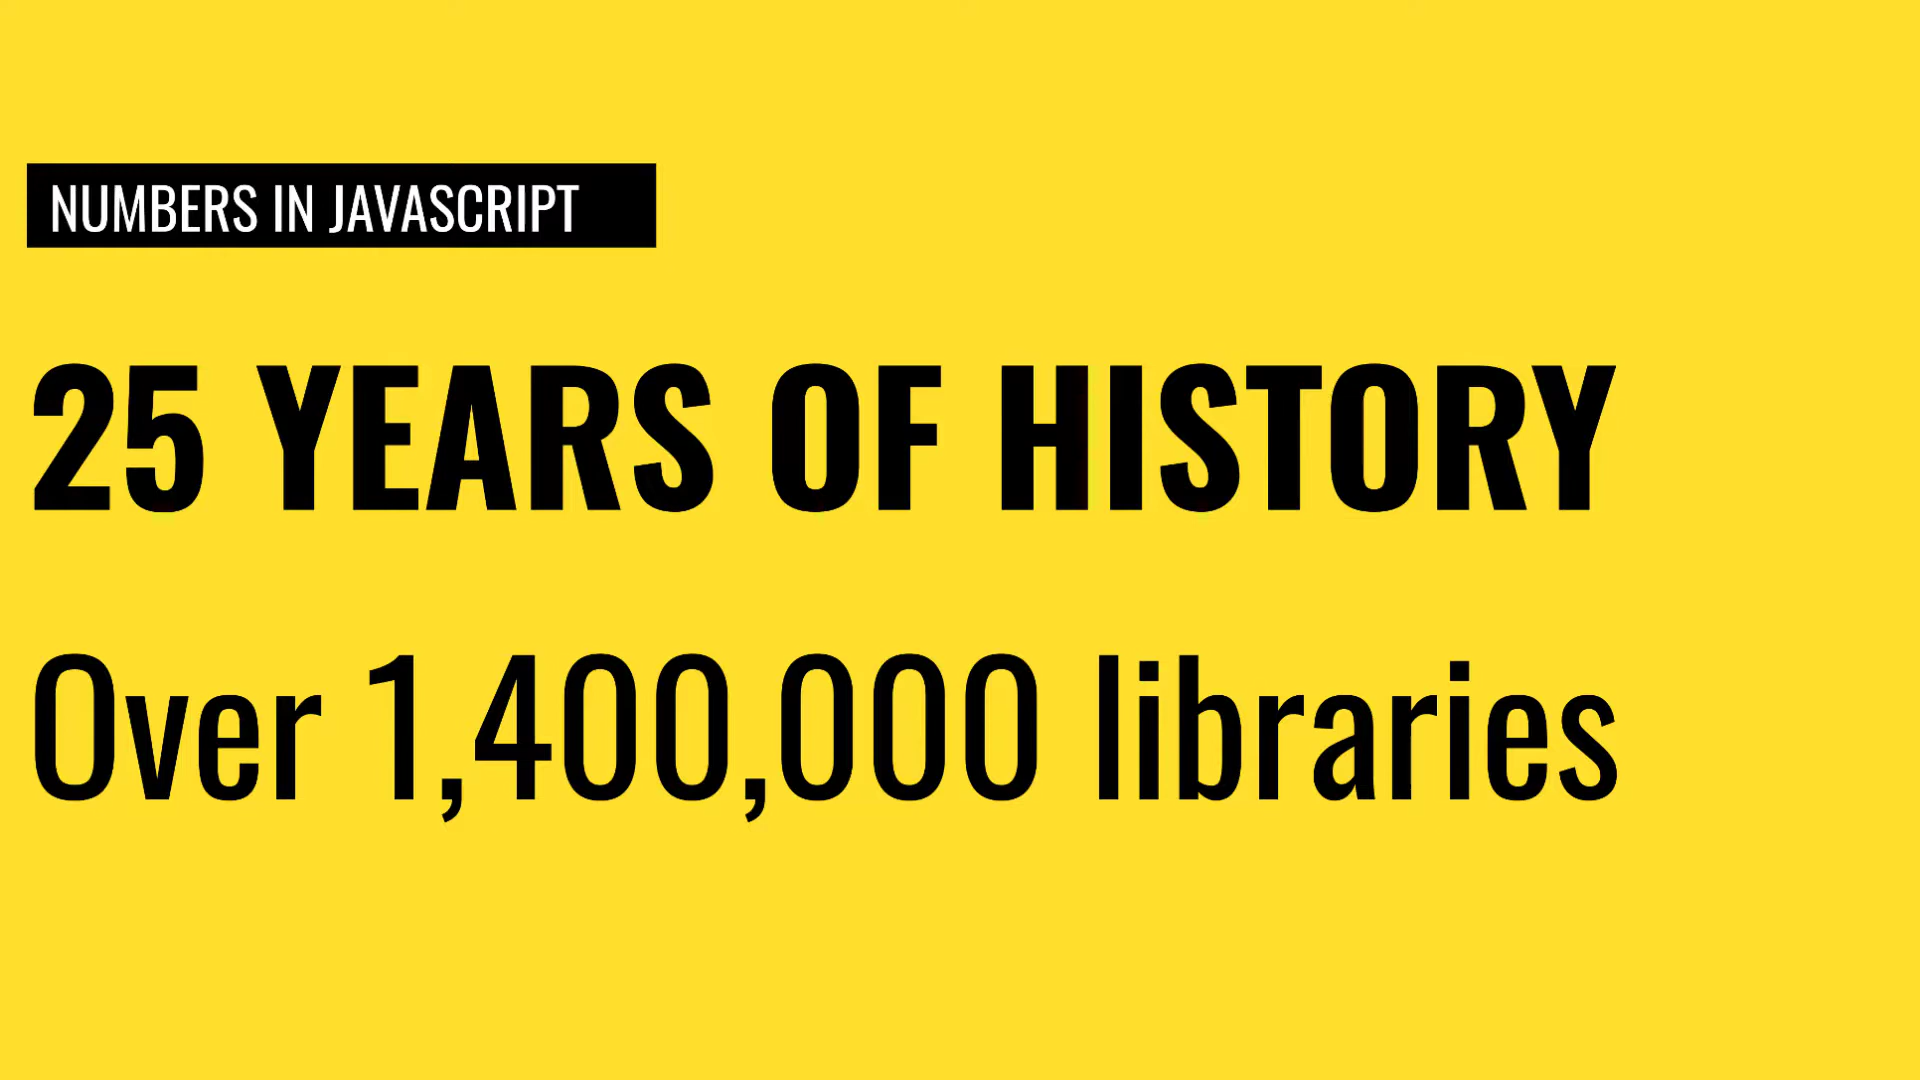 NUMBERS IN JAVASCRIPT
25 YEARS OF HISTORY
Over 1,400,000 libraries